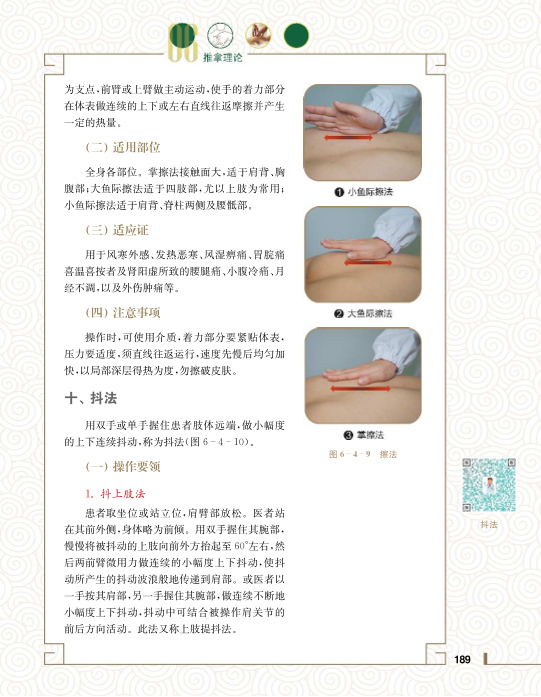 06
推拿理论
为支点,前臂或上臂做主动运动,使手的着力部分
在体表做连续的上下或左右直线往返摩擦并产生
一定的热量。
(二) 适用部位
全身各部位。掌擦法接触面大,适于肩背、胸
腹部;大鱼际擦法适于四肢部,尤以上肢为常用;
小鱼际擦法适于肩背、脊柱两侧及腰骶部。
(三) 适应证
用于风寒外感、发热恶寒、风湿痹痛、胃脘痛
喜温喜按者及肾阳虚所致的腰腿痛、小腹冷痛、月
经不调,以及外伤肿痛等。
(四) 注意事项
操作时,可使用介质,着力部分要紧贴体表,
压力要适度,须直线往返运行,速度先慢后均匀加
快,以局部深层得热为度,勿擦破皮肤。
十、抖法
用双手或单手握住患者肢体远端,做小幅度
的上下连续抖动,称为抖法(图 6-4-10)。
(一) 操作要领
1. 抖上肢法
患者取坐位或站立位,肩臂部放松。医者站
在其前外侧,身体略为前倾。用双手握住其腕部,
慢慢将被抖动的上肢向前外方抬起至 60°左右,然
后两前臂微用力做连续的小幅度上下抖动,使抖
动所产生的抖动波浪般地传递到肩部。或医者以
一手按其肩部,另一手握住其腕部,做连续不断地
小幅度上下抖动,抖动中可结合被操作肩关节的
前后方向活动。此法又称上肢提抖法。
❶ 小鱼际擦法
❷ 大鱼际擦法
❸ 掌擦法
图 6-4-9 擦法
抖法
189